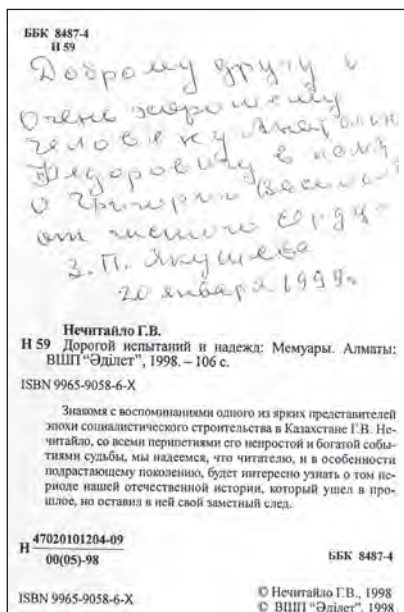 ББК 8487-4
Н 59
Доброму другу и
очень хорошему
человеку Анатолию
Федоровичу в память
о Григории Василь
от чистого сердца
З.П. Якушева
20 января 1999г.
Нечитайло Г.В.
Н 59 Дорогой испытаний и надежд: Мемуары. Алматы:
ВШП “Әділет”, 1998. – 106 с.
ISBN 9965-9058-6-X
Знакомя с воспоминаниями одного из ярких представителей
эпохи социалистического строительства в Казахстане Г.В. Не-
читайло, со всеми перипетиями его непростой и богатой собы-
тиями судьбы, мы надеемся, что читателю, и в особенности
подрастающему поколению, будет интересно узнать о том пе-
риоде нашей отечественной истории, который ушел в про-
шлое, но оставил в ней свой заметный след.
Н 47020101204-09
00(05)-98
ББК 8487-4
ISBN 9965-9058-6-X
© Нечитайло Г.В., 1998
© ВШП “Әділет”, 1998